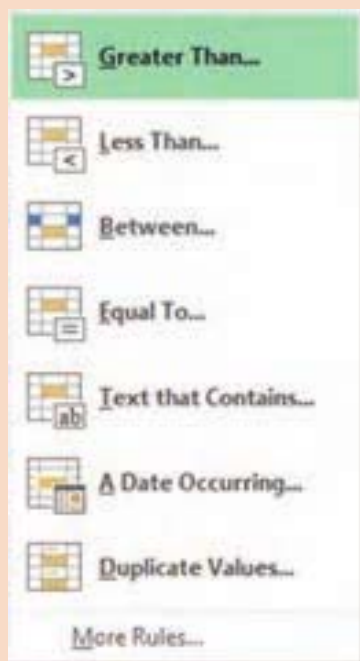 Greater Than...
Less Than...
Between...
Equal To...
Text that Contains...
A Date Occurring...
Duplicate Values...
More Rules...